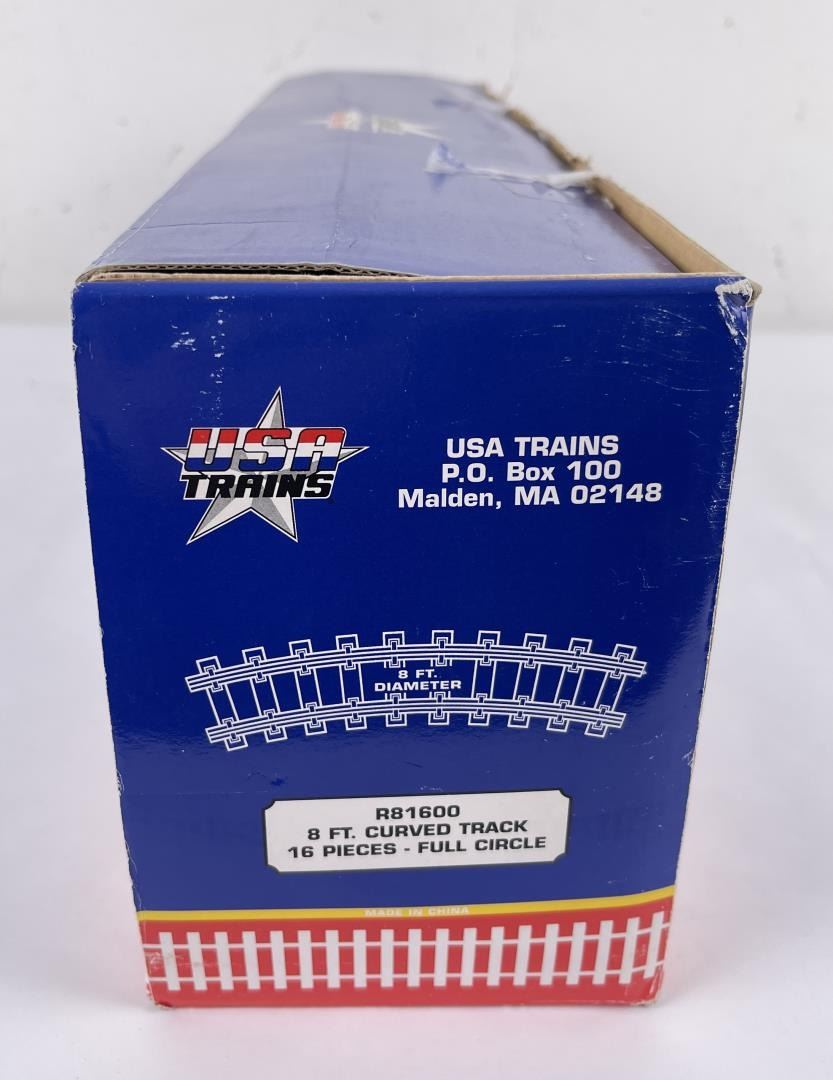 USA
TRAINS
USA TRAINS
P.O. Box 100
Malden, MA 02148
8 FT.
DIAMETER
R81600
8 FT. CURVED TRACK
16 PIECES - FULL CIRCLE
MADE IN CHINA